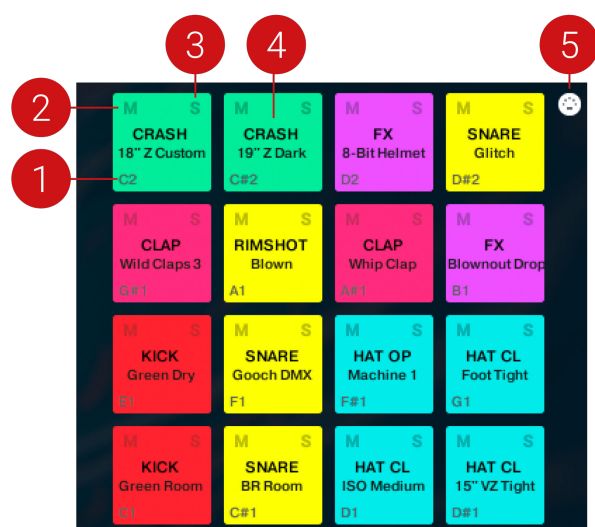 3 4 5
2
1
M S M S M S M S
CRASH CRASH FX SNARE
18" Z Custom 19" Z Dark 8-Bit Helmet Glitch
C2 C#2 D2 D#2
M S M S M S M S
CLAP RIMSHOT CLAP FX
Wild Claps 3 Blown Whip Clap Blownout Drop
G#1 A1 A#1 B1
M S M S M S M S
KICK SNARE HAT OP HAT CL
Green Dry Gooch DMX Machine 1 Foot Tight
E1 F1 F#1 G1
M S M S M S M S
KICK SNARE HAT CL HAT CL
Green Room BR Room ISO Medium 15" VZ Tight
C1 C#1 D1 D#1